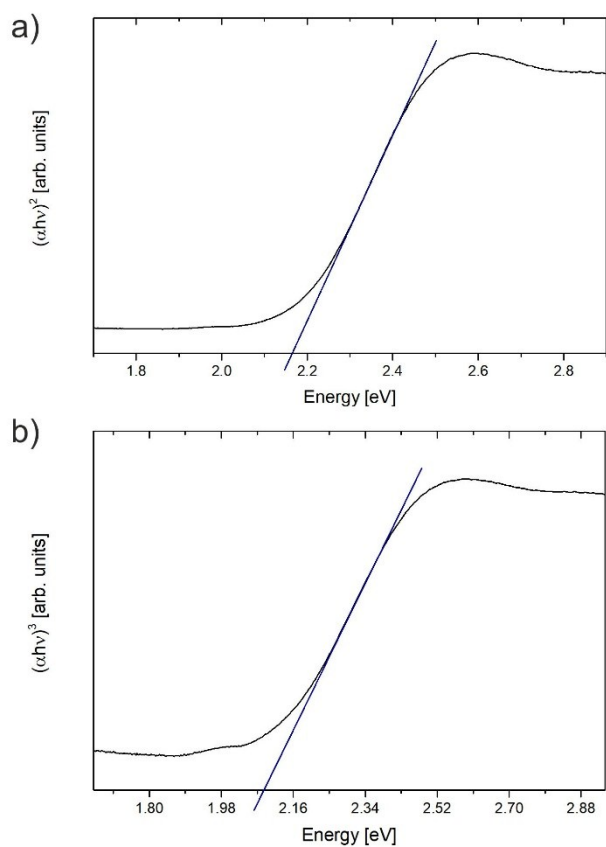 a)
(αhν)² [arb. units]
1.8 2.0 2.2 2.4 2.6 2.8
Energy [eV]
b)
(αhν)³ [arb. units]
1.80 1.98 2.16 2.34 2.52 2.70 2.88
Energy [eV]